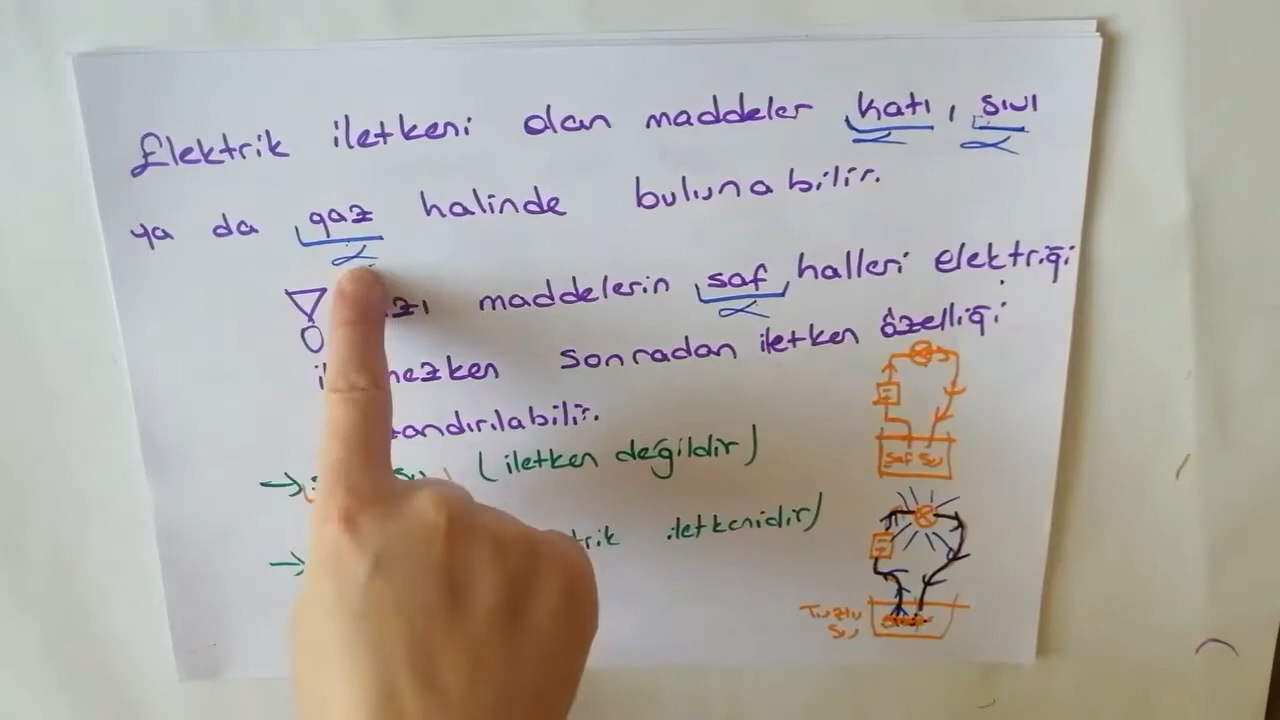 Elektrik iletkeni olan maddeler katı, sıvı
ya da gaz halinde bulunabilir.
maddelerin saf halleri elektriği
sonradan iletken özelliği
(iletken değildir)
iletkenidir)
Saf Su
Tuzlu
Su